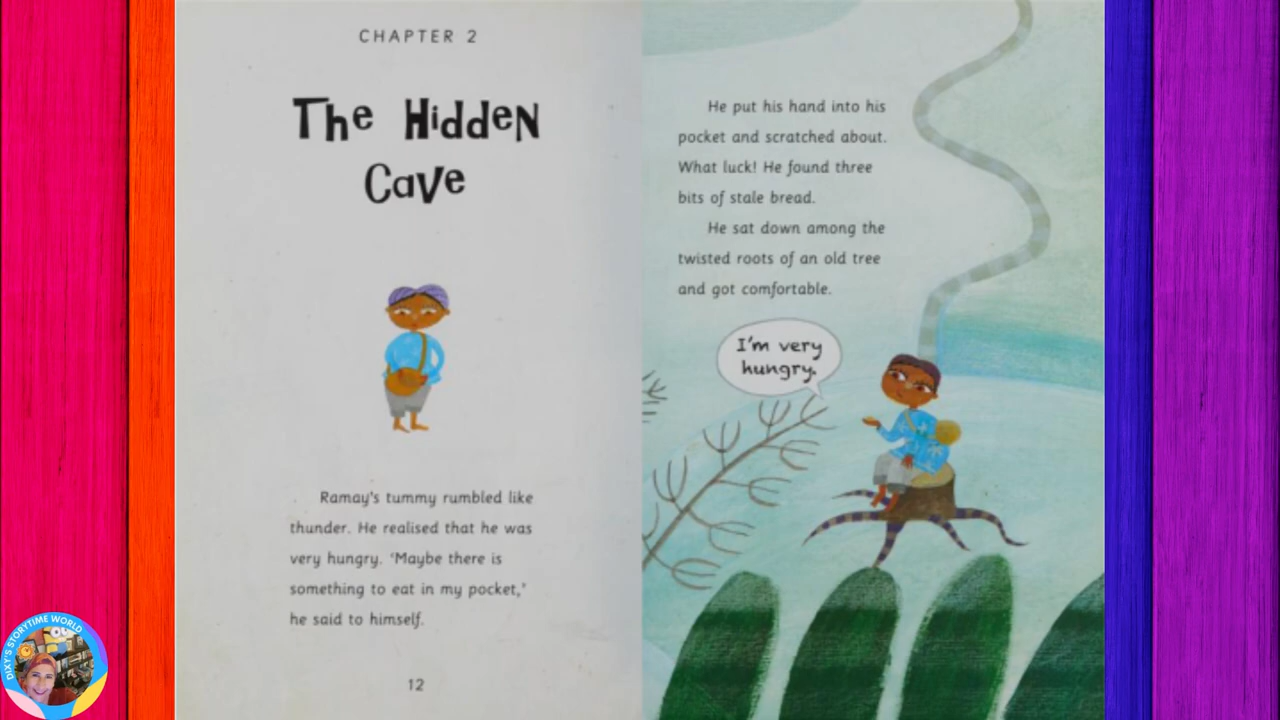 CHAPTER 2
The Hidden
Cave
Ramay's tummy rumbled like
thunder. He realised that he was
very hungry. 'Maybe there is
something to eat in my pocket,'
he said to himself.
12
He put his hand into his
pocket and scratched about.
What luck! He found three
bits of stale bread.
He sat down among the
twisted roots of an old tree
and got comfortable.
I'm very
hungry.
DIXY'S STORYTIME WORLD